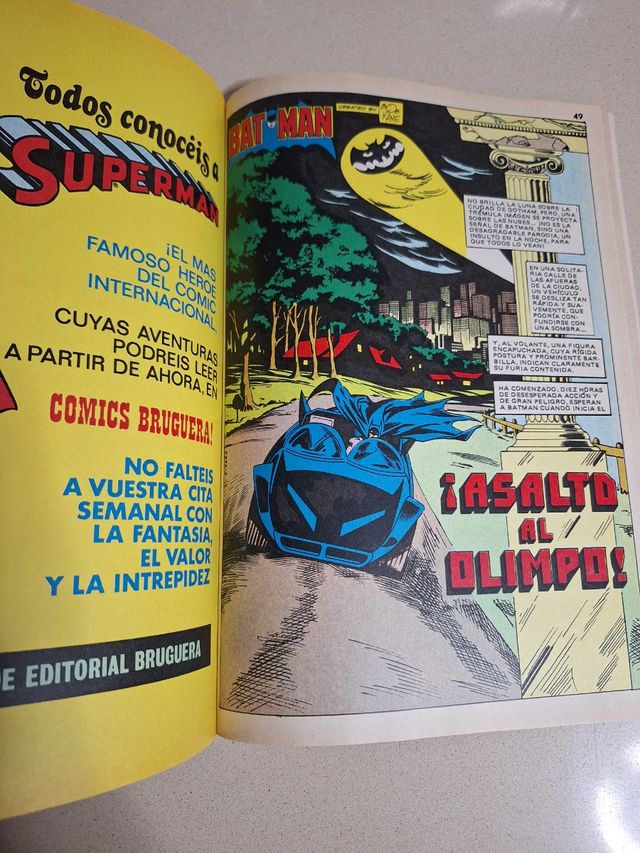 Todos conocéis a
SUPERMAN
¡EL MAS
FAMOSO HEROE
DEL COMIC
INTERNACIONAL
CUYAS AVENTURAS
PODREIS LEER
A PARTIR DE AHORA, EN
COMICS BRUGUERA!
NO FALTEIS
A VUESTRA CITA
SEMANAL CON
LA FANTASIA,
EL VALOR
Y LA INTREPIDEZ
DE EDITORIAL BRUGUERA
49
BATMAN
CREATED BY
BOB
KANE
NO BRILLA LA LUNA SOBRE LA
CIUDAD DE GOTHAM, PERO, UNA
TRÉMULA IMAGEN SE PROYECTA
SOBRE LAS NUBES... ¡NO ES LA
SEÑAL DE BATMAN, SINO UNA
DESAGRADABLE PARODIA, UN
INSULTO EN LA NOCHE, PARA
QUE TODOS LO VEAN!
EN UNA SOLITA-
RIA CALLE DE
LAS AFUERAS
DE LA CIUDAD,
UN VEHÍCULO
SE DESLIZA TAN
RÁPIDA Y SUA-
VEMENTE, QUE
PODRÍA CON-
FUNDIRSE CON
UNA SOMBRA...
Y, AL VOLANTE, UNA FIGURA
ENCAPUCHADA, CUYA RÍGIDA
POSTURA Y PROMINENTE BAR-
BILLA, INDICAN CLARAMENTE
SU FURIA CONTENIDA.
HA COMENZADO, DIEZ HORAS
DE DESESPERADA ACCIÓN Y
DE GRAN PELIGRO, ESPERAN
A BATMAN CUANDO INICIA EL
¡ASALTO
AL
OLIMPO!